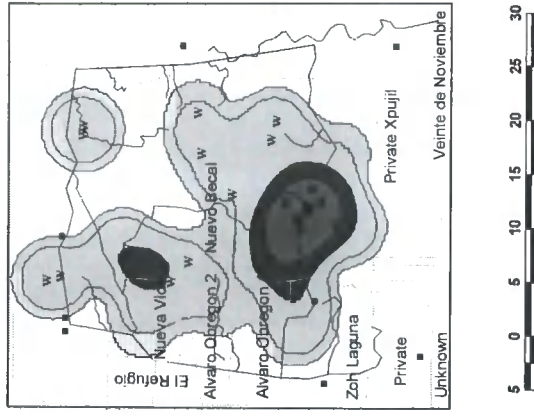 W
W
W
W
W
W
W
W
W
W
W
El Refugio
Nueva Vida
Alvaro Obregon 2
Nuevo Becal
Alvaro Obregon
Zoh Laguna
Private Xpujil
Private
Veinte de Noviembre
Unknown
5 0 5 10 15 20 25 30